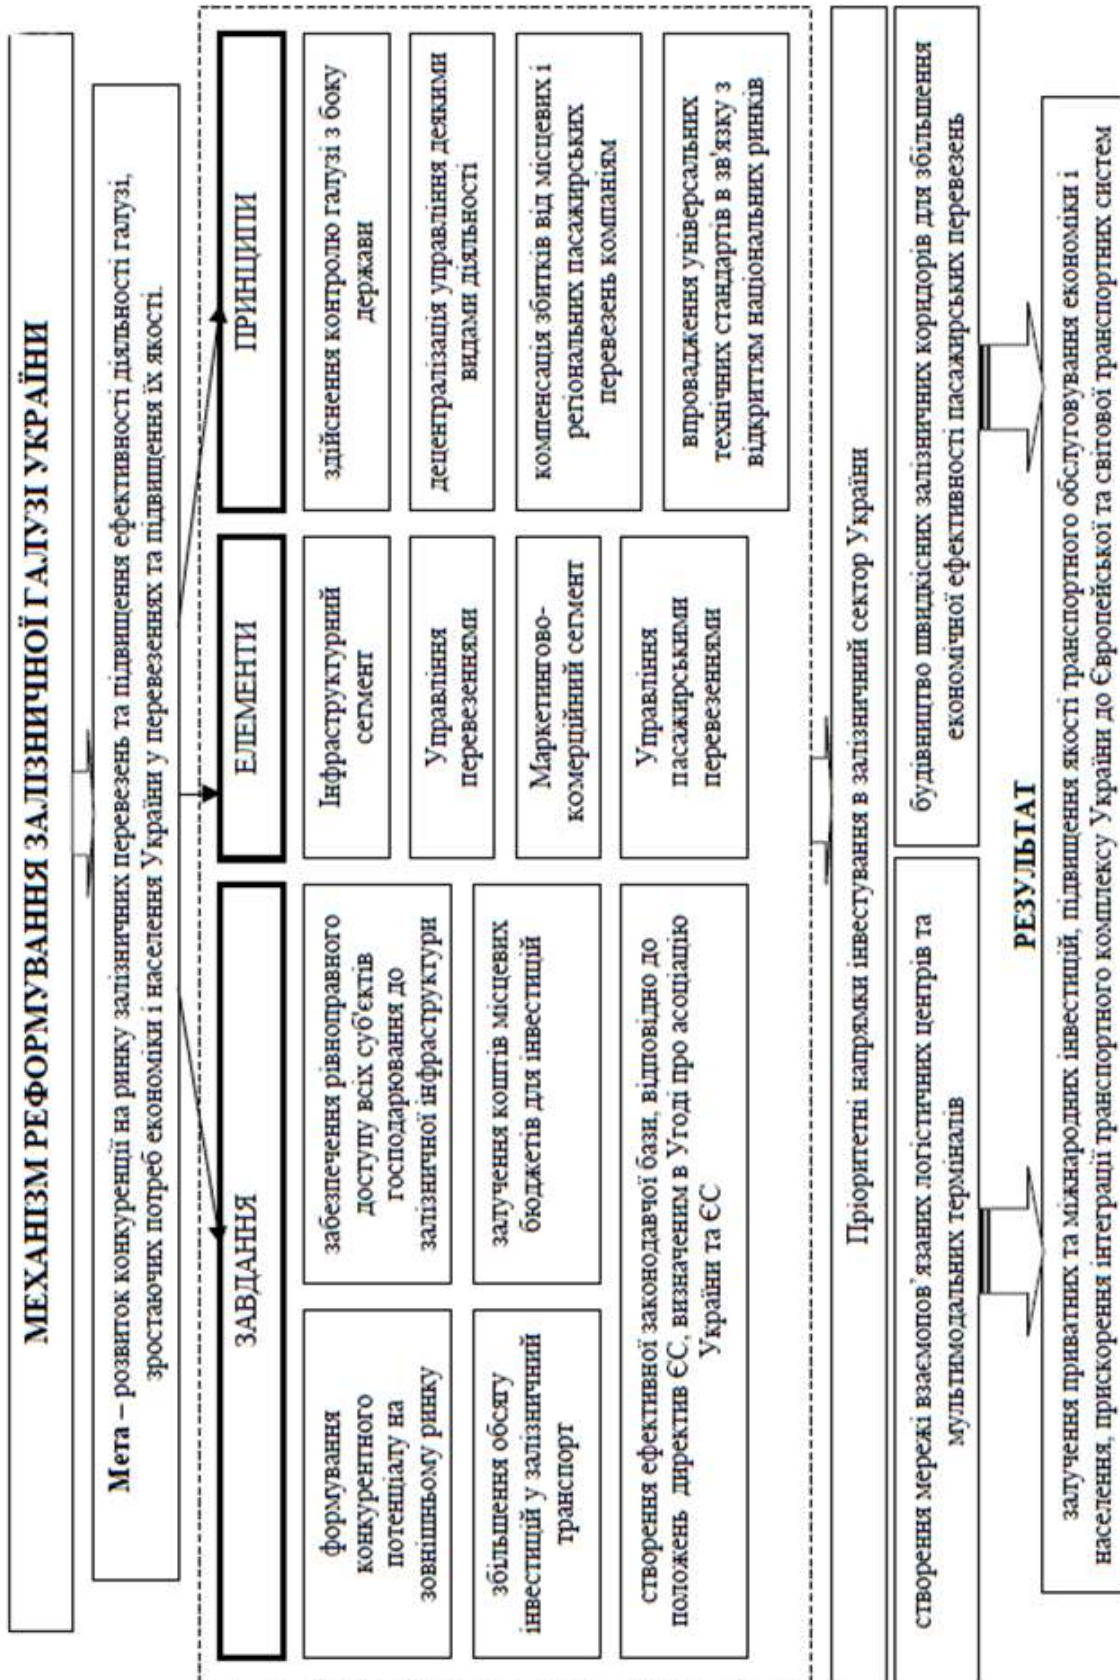 МЕХАНІЗМ РЕФОРМУВАННЯ ЗАЛІЗНИЧНОЇ ГАЛУЗІ УКРАЇНИ
Мета – розвиток конкуренції на ринку залізничних перевезень та підвищення ефективності діяльності галузі,
зростаючих потреб економіки і населення України у перевезеннях та підвищення їх якості.
ЗАВДАННЯ
формування
конкурентного
потенціалу на
зовнішньому ринку
забезпечення рівноправного
доступу всіх суб'єктів
господарювання до
залізничної інфраструктури
збільшення обсягу
інвестицій у залізничний
транспорт
залучення коштів місцевих
бюджетів для інвестицій
створення ефективної законодавчої бази, відповідно до
положень директив ЄС, визначеним в Угоді про асоціацію
України та ЄС
ЕЛЕМЕНТИ
Інфраструктурний
сегмент
Управління
перевезеннями
Маркетингово-
комерційний сегмент
Управління
пасажирськими
перевезеннями
ПРИНЦИПИ
здійснення контролю галузі з боку
держави
децентралізація управління деякими
видами діяльності
компенсація збитків від місцевих і
регіональних пасажирських
перевезень компаніям
впровадження універсальних
технічних стандартів в зв'язку з
відкриттям національних ринків
Пріоритетні напрямки інвестування в залізничний сектор України
створення мережі взаємопов`язаних логістичних центрів та
мультимодальних терміналів
будівництво швидкісних залізничних коридорів для збільшення
економічної ефективності пасажирських перевезень
РЕЗУЛЬТАТ
залучення приватних та міжнародних інвестицій, підвищення якості транспортного обслуговування економіки і
населення, прискорення інтеграції транспортного комплексу України до Європейської та світової транспортних систем